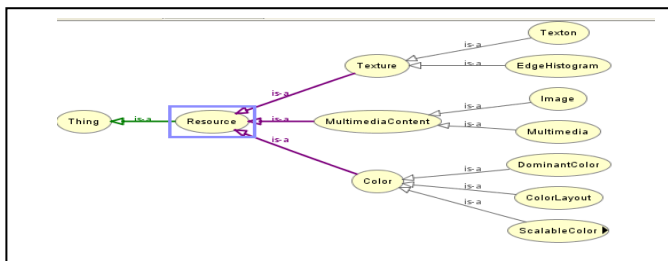 Texton
is-a
Texture
is-a
EdgeHistogram
is-a
Image
is-a
Thing
is-a
Resource
is-a
MultimediaContent
is-a
Multimedia
is-a
DominantColor
is-a
Color
is-a
ColorLayout
is-a
ScalableColor